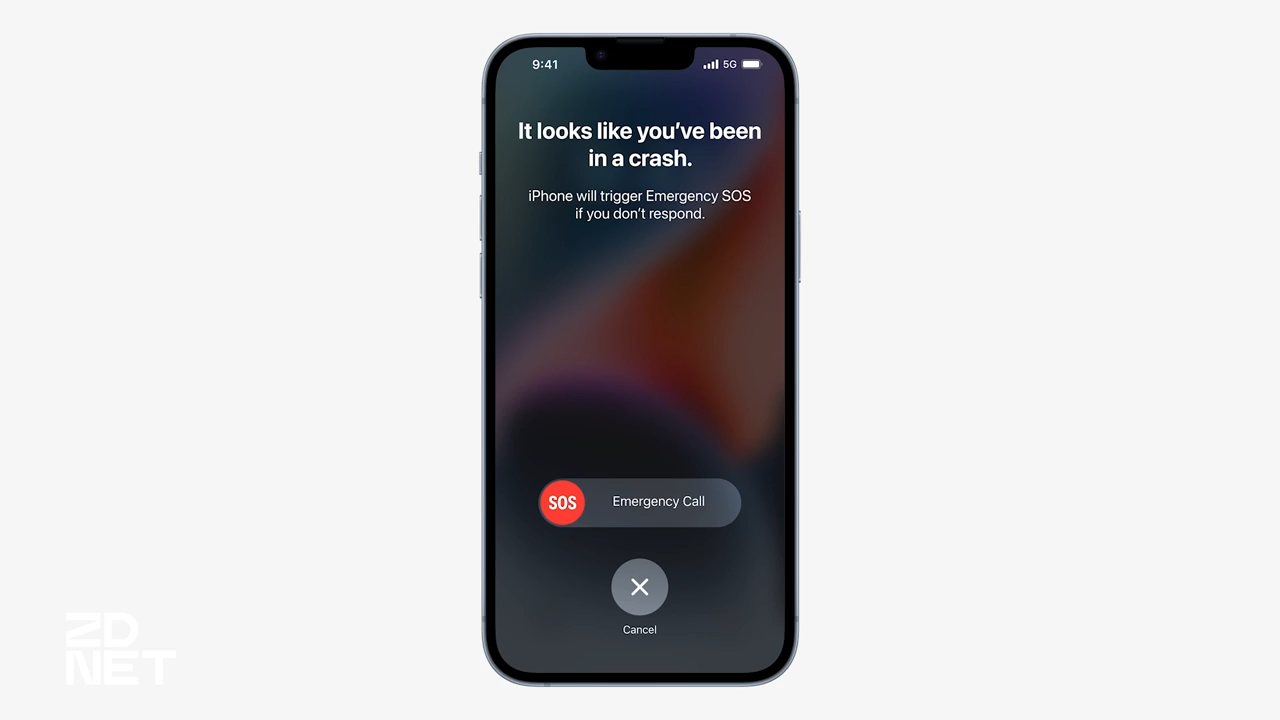 9:41 5G
It looks like you've been
in a crash.
iPhone will trigger Emergency SOS
if you don't respond.
SOS Emergency Call
Cancel
ZD
NET